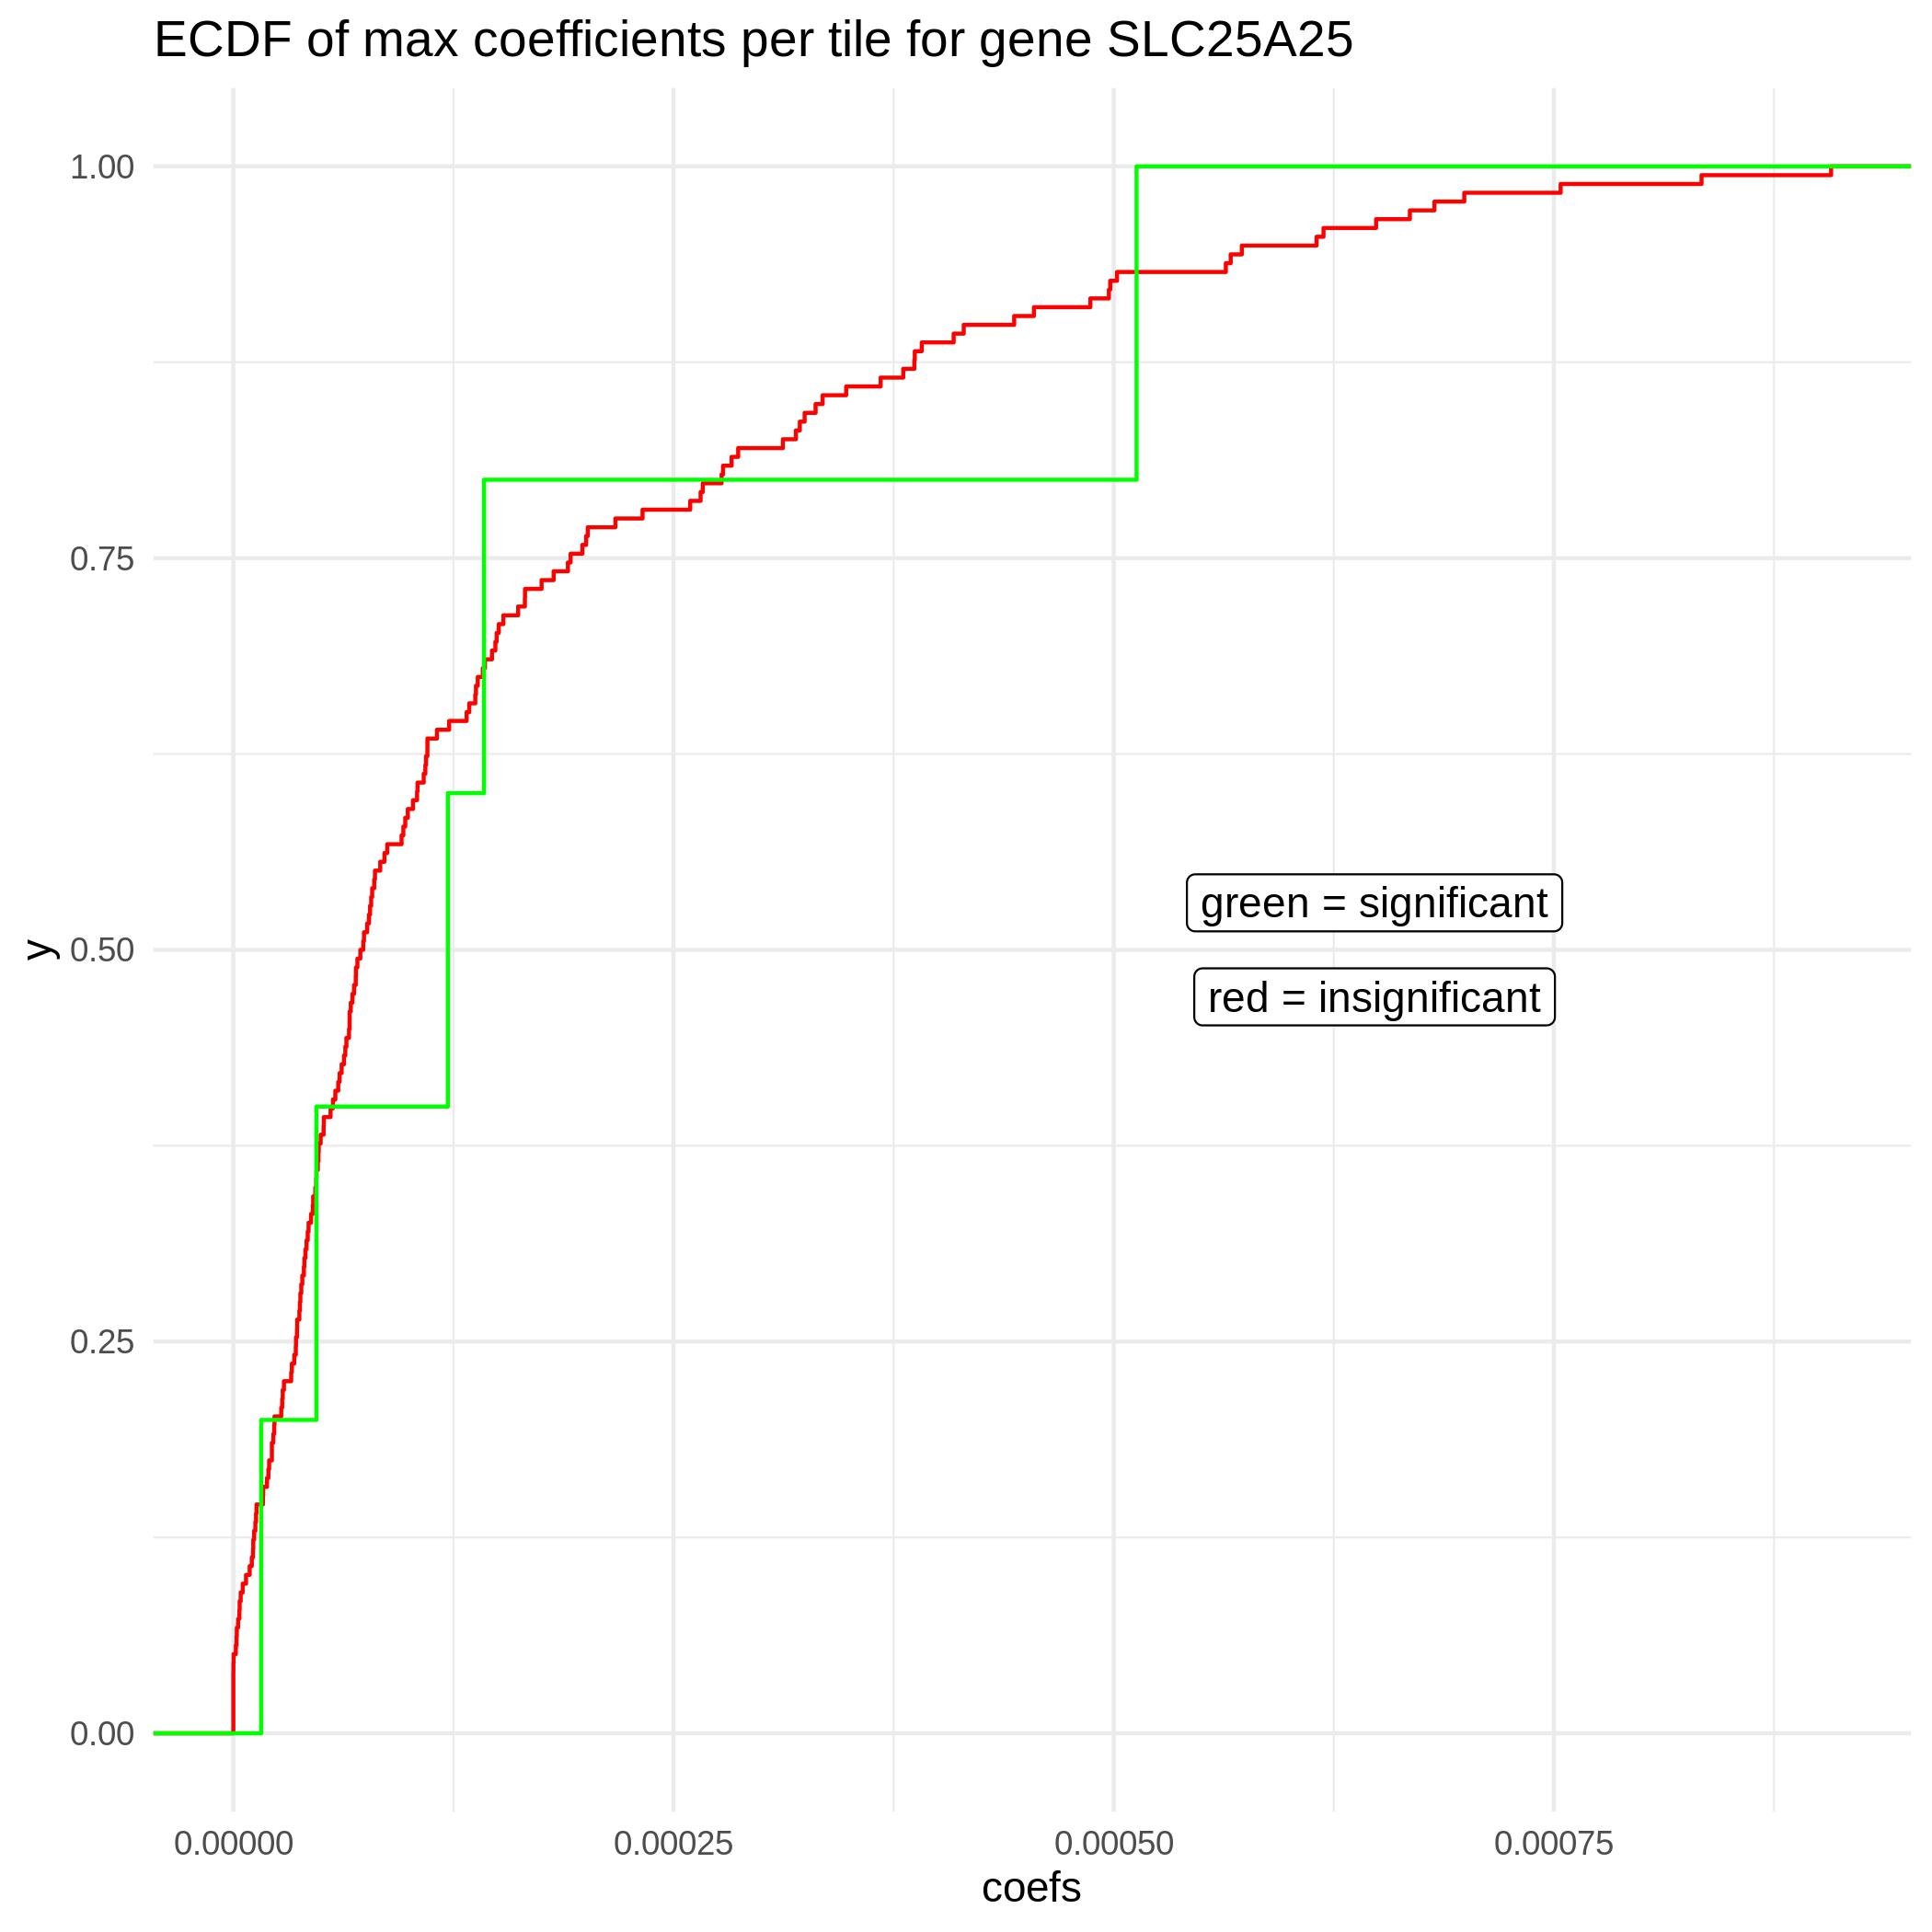 ECDF of max coefficients per tile for gene SLC25A25
1.00
0.75
0.50
0.25
0.00
y
green = significant
red = insignificant
0.00000 0.00025 0.00050 0.00075
coefs